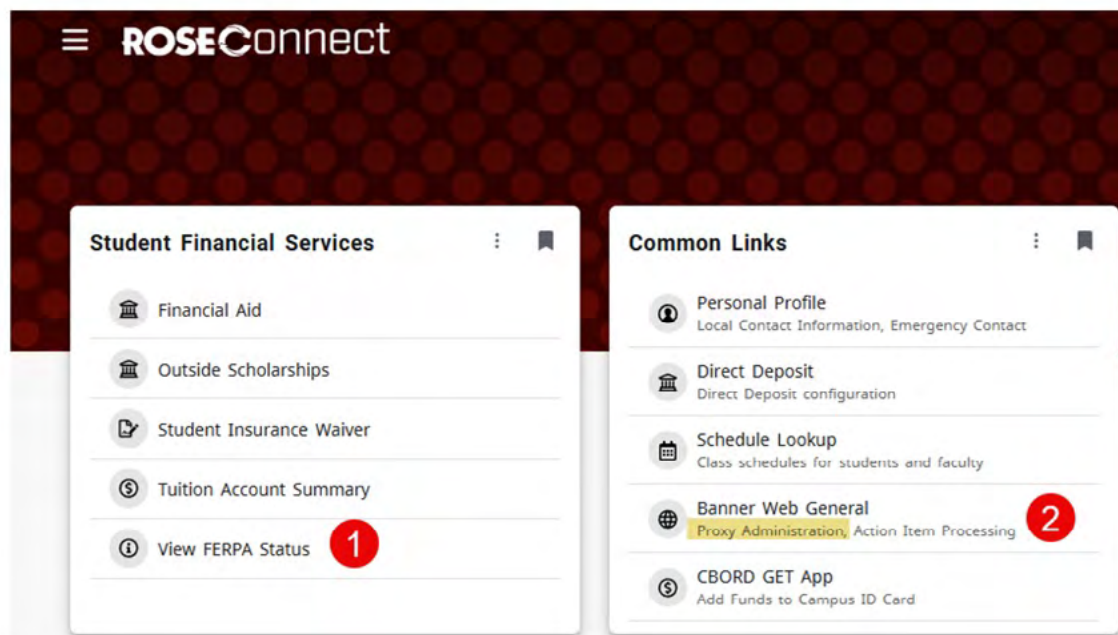 ROSEConnect
Student Financial Services
Financial Aid
Outside Scholarships
Student Insurance Waiver
Tuition Account Summary
View FERPA Status
1
Common Links
Personal Profile
Local Contact Information, Emergency Contact
Direct Deposit
Direct Deposit configuration
Schedule Lookup
Class schedules for students and faculty
Banner Web General
Proxy Administration, Action Item Processing
2
CBORD GET App
Add Funds to Campus ID Card